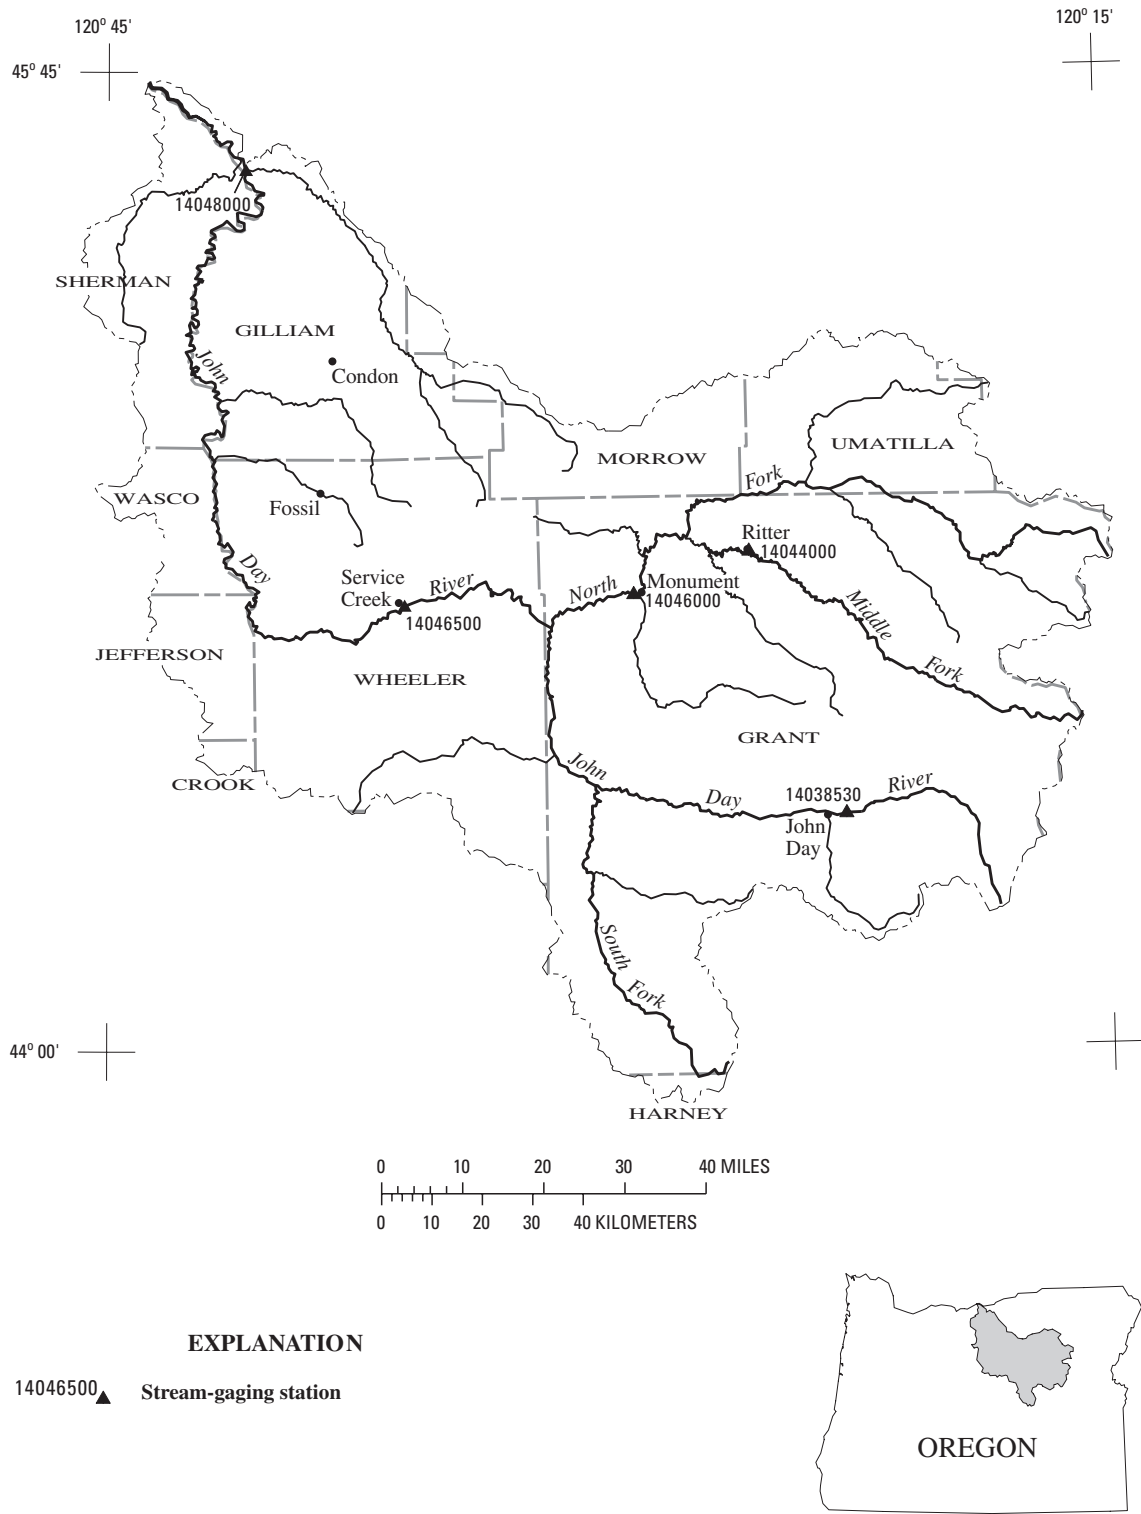 120° 45'
120° 15'
45° 45'
14048000
SHERMAN
GILLIAM
John
Condon
UMATILLA
MORROW
Fork
WASCO
Fossil
Ritter
14044000
Day
Service
Creek
River
North
Monument
14046000
14046500
Middle
JEFFERSON
Fork
WHEELER
GRANT
John
CROOK
Day
14038530
River
John
Day
South
Fork
44° 00'
HARNEY
0 10 20 30 40 MILES
0 10 20 30 40 KILOMETERS
EXPLANATION
14046500 Stream-gaging station
OREGON